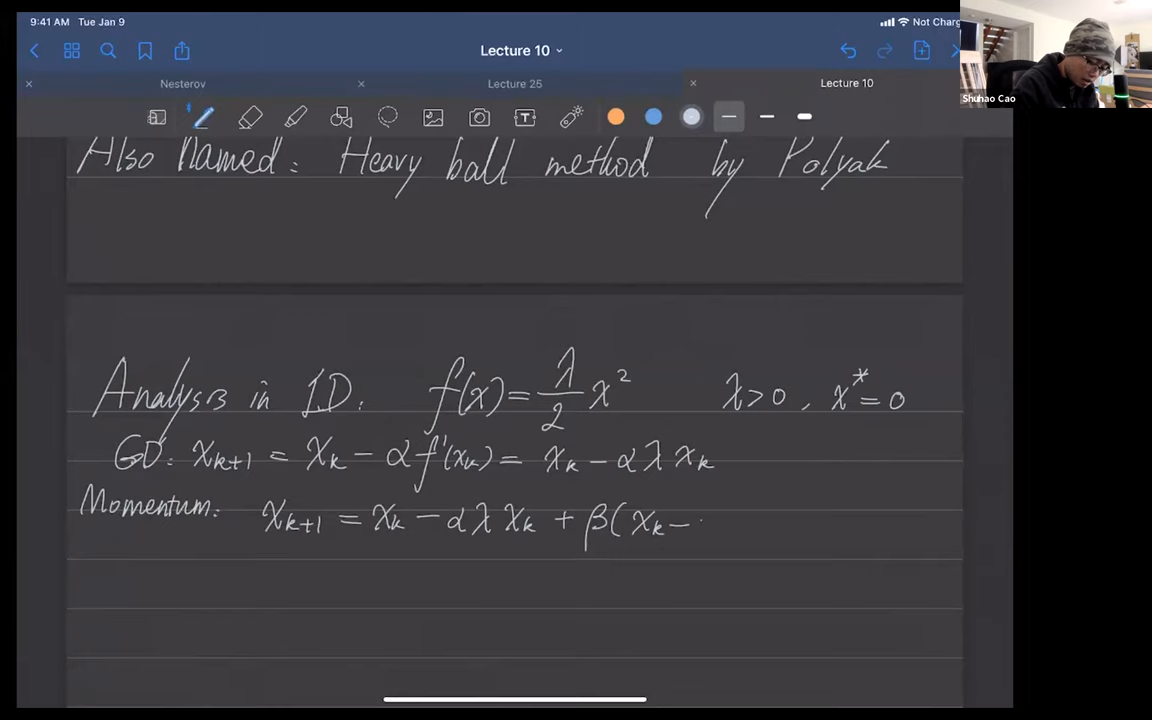 9:41 AM Tue Jan 9
Not Charg
Lecture 10
Nesterov
Lecture 25
Lecture 10
Shuhao Cao
Also Named: Heavy ball method by Polyak
Analysis in 1D: f(x) = λ/2 x² λ > 0, x* = 0
GD: x_{k+1} = x_k − α f'(x_k) = x_k − αλ x_k
Momentum: x_{k+1} = x_k − αλ x_k + β( x_k −